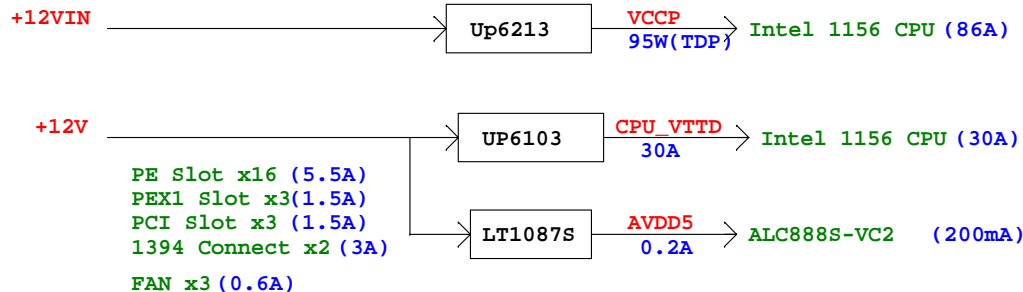 +12VIN Up6213 VCCP Intel 1156 CPU (86A)
95W(TDP)
+12V UP6103 CPU_VTTD Intel 1156 CPU (30A)
30A
PE Slot x16 (5.5A)
PEX1 Slot x3(1.5A)
PCI Slot x3 (1.5A) LT1087S AVDD5 ALC888S-VC2 (200mA)
1394 Connect x2 (3A) 0.2A
FAN x3 (0.6A)